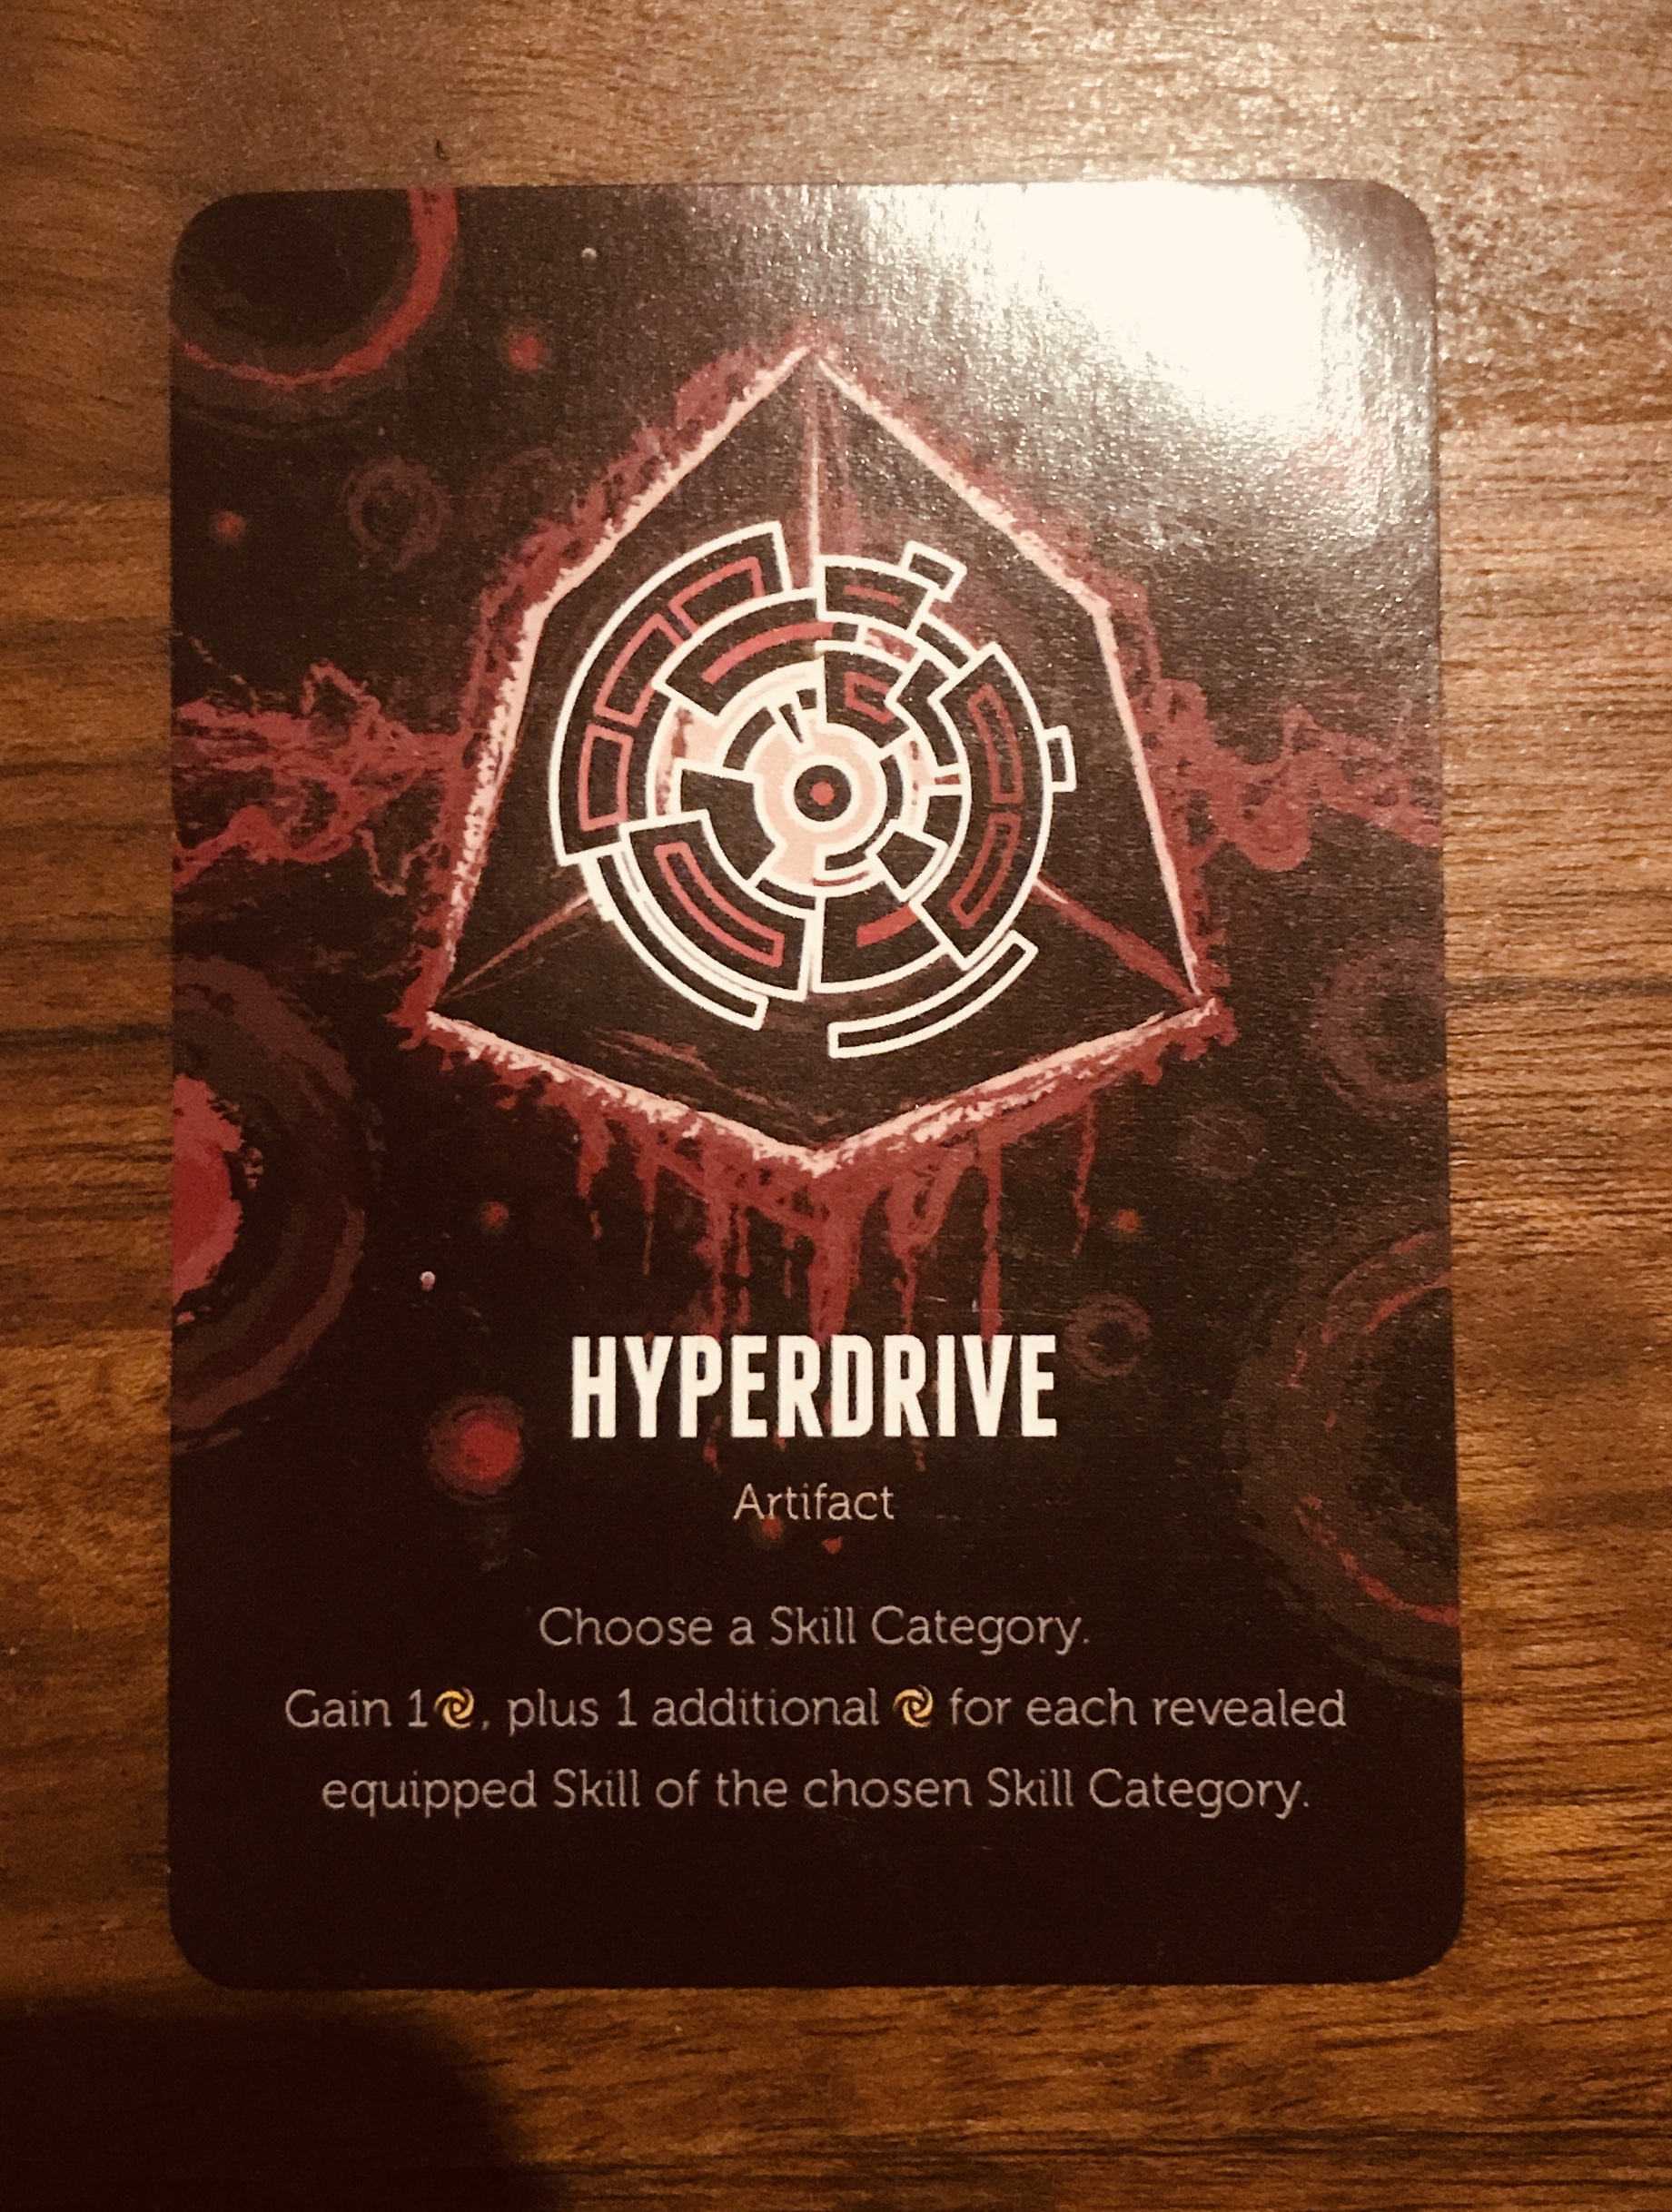 HYPERDRIVE
Artifact
Choose a Skill Category.
Gain 1, plus 1 additional for each revealed
equipped Skill of the chosen Skill Category.